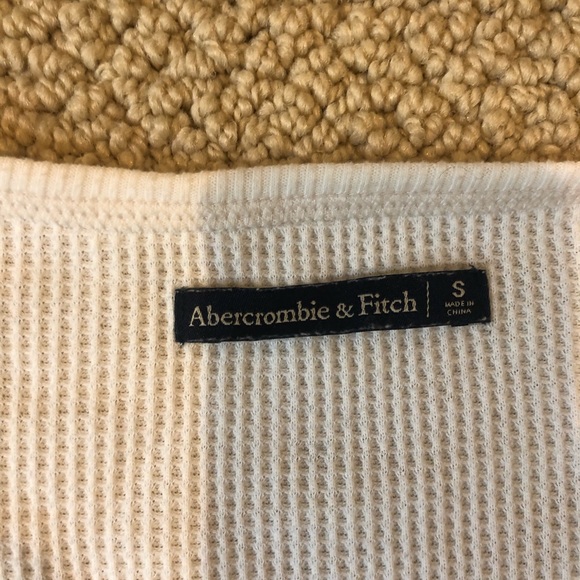 Abercrombie & Fitch
S
MADE IN
CHINA